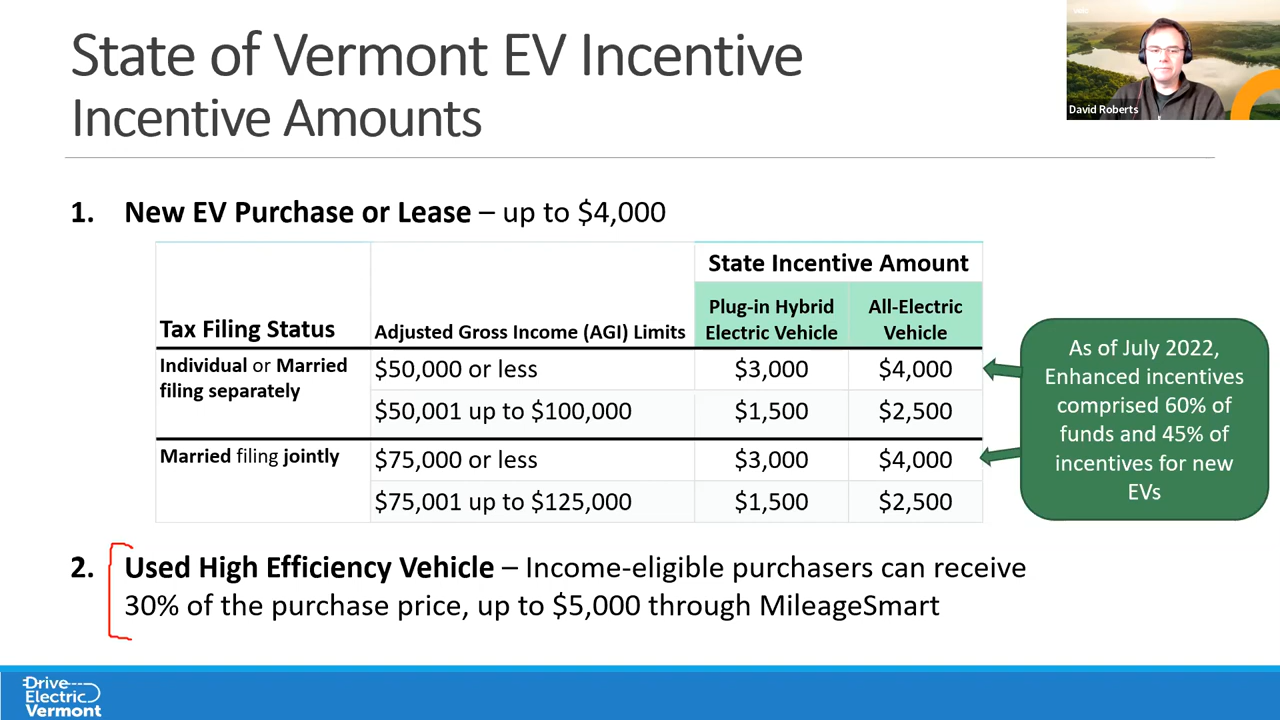 State of Vermont EV Incentive
Incentive Amounts
David Roberts
1. New EV Purchase or Lease – up to $4,000
State Incentive Amount
Tax Filing Status
Adjusted Gross Income (AGI) Limits
Plug-in Hybrid
Electric Vehicle
All-Electric
Vehicle
Individual or Married
filing separately
$50,000 or less
$3,000
$4,000
$50,001 up to $100,000
$1,500
$2,500
Married filing jointly
$75,000 or less
$3,000
$4,000
$75,001 up to $125,000
$1,500
$2,500
As of July 2022,
Enhanced incentives
comprised 60% of
funds and 45% of
incentives for new
EVs
2. Used High Efficiency Vehicle – Income-eligible purchasers can receive
30% of the purchase price, up to $5,000 through MileageSmart
Drive
Electric
Vermont